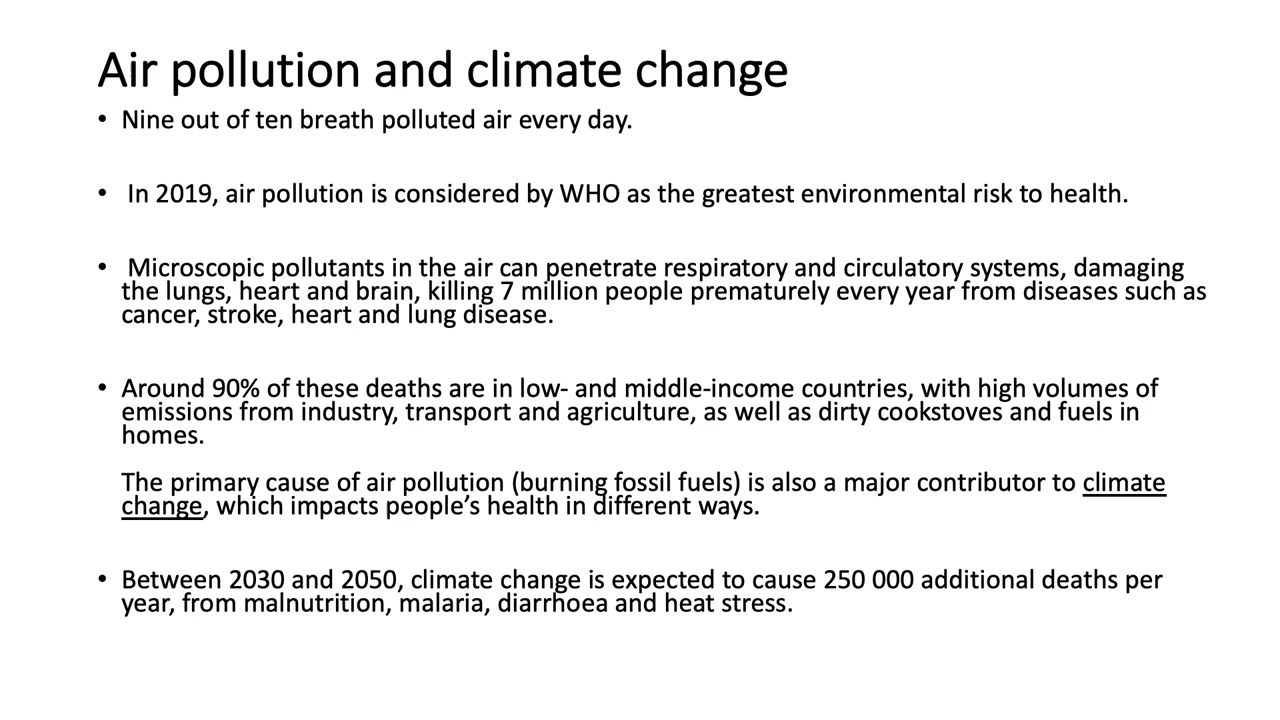 Air pollution and climate change
• Nine out of ten breath polluted air every day.
• In 2019, air pollution is considered by WHO as the greatest environmental risk to health.
• Microscopic pollutants in the air can penetrate respiratory and circulatory systems, damaging
the lungs, heart and brain, killing 7 million people prematurely every year from diseases such as
cancer, stroke, heart and lung disease.
• Around 90% of these deaths are in low- and middle-income countries, with high volumes of
emissions from industry, transport and agriculture, as well as dirty cookstoves and fuels in
homes.
The primary cause of air pollution (burning fossil fuels) is also a major contributor to climate
change, which impacts people’s health in different ways.
• Between 2030 and 2050, climate change is expected to cause 250 000 additional deaths per
year, from malnutrition, malaria, diarrhoea and heat stress.